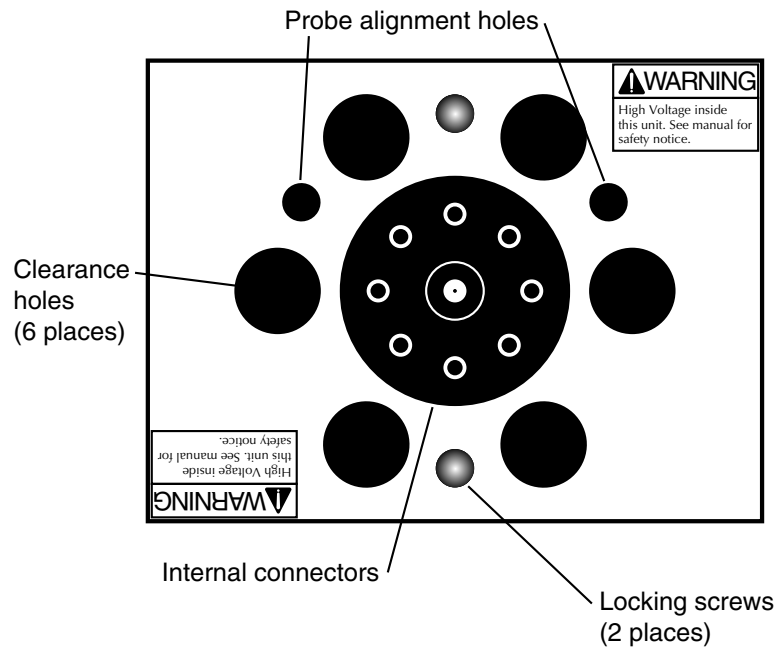 Probe alignment holes
WARNING
High Voltage inside
this unit. See manual for
safety notice.
Clearance
holes
(6 places)
WARNING
High Voltage inside
this unit. See manual for
safety notice.
Internal connectors
Locking screws
(2 places)